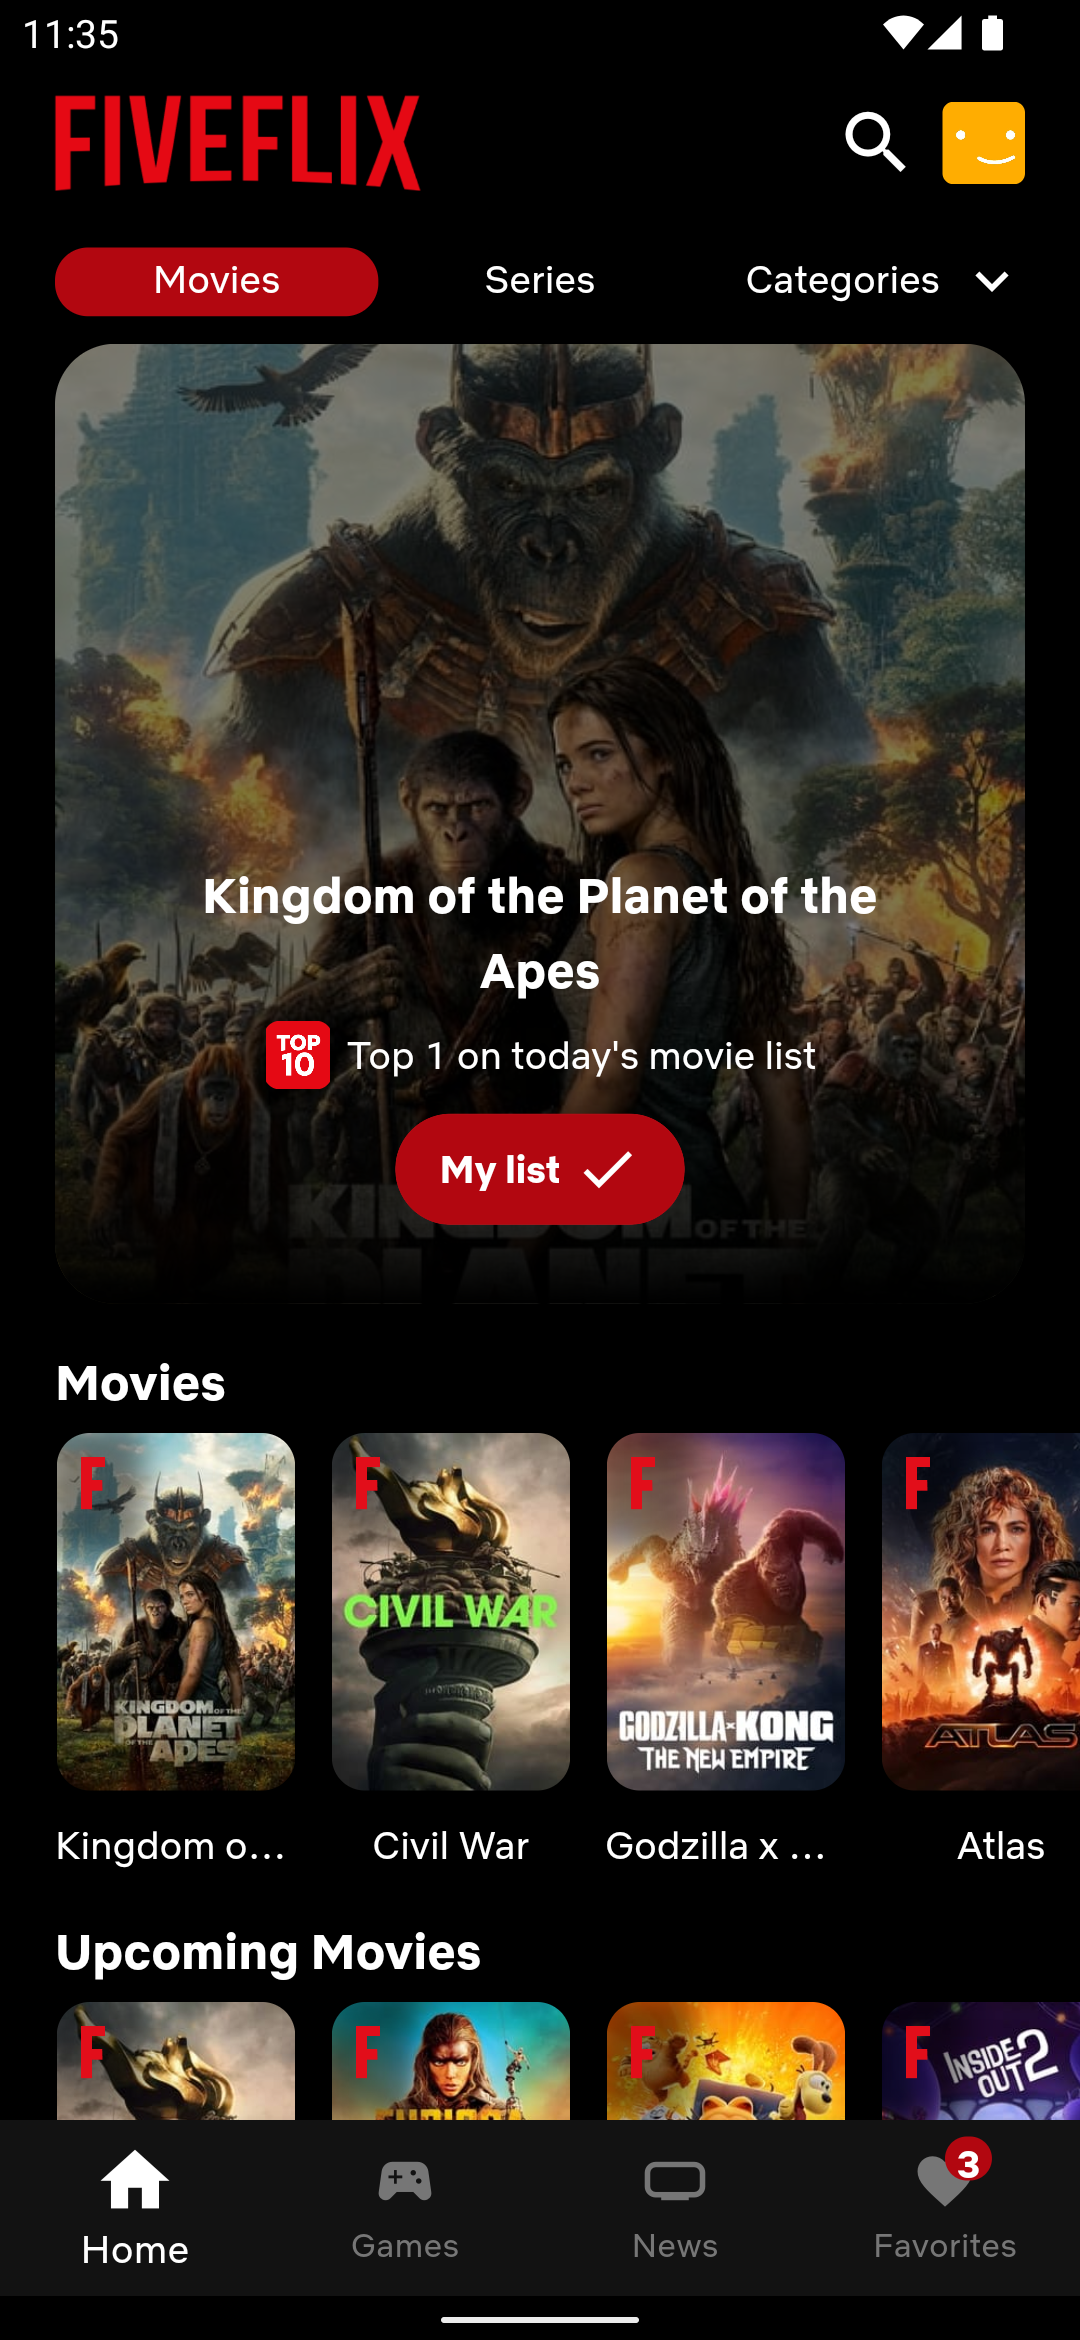 11:35
FIVEFLIX
Movies
Series
Categories
Kingdom of the Planet of the
Apes
TOP
10
Top 1 on today's movie list
My list
KINGDOM OF THE
PLANET
Movies
F
F
F
F
KINGDOM OF THE
PLANET
OF THE APES
CIVIL WAR
GODZILLA x KONG
THE NEW EMPIRE
ATLAS
Kingdom o...
Civil War
Godzilla x ...
Atlas
Upcoming Movies
F
F
F
F
FURIOSA
INSIDE
OUT 2
3
Home
Games
News
Favorites